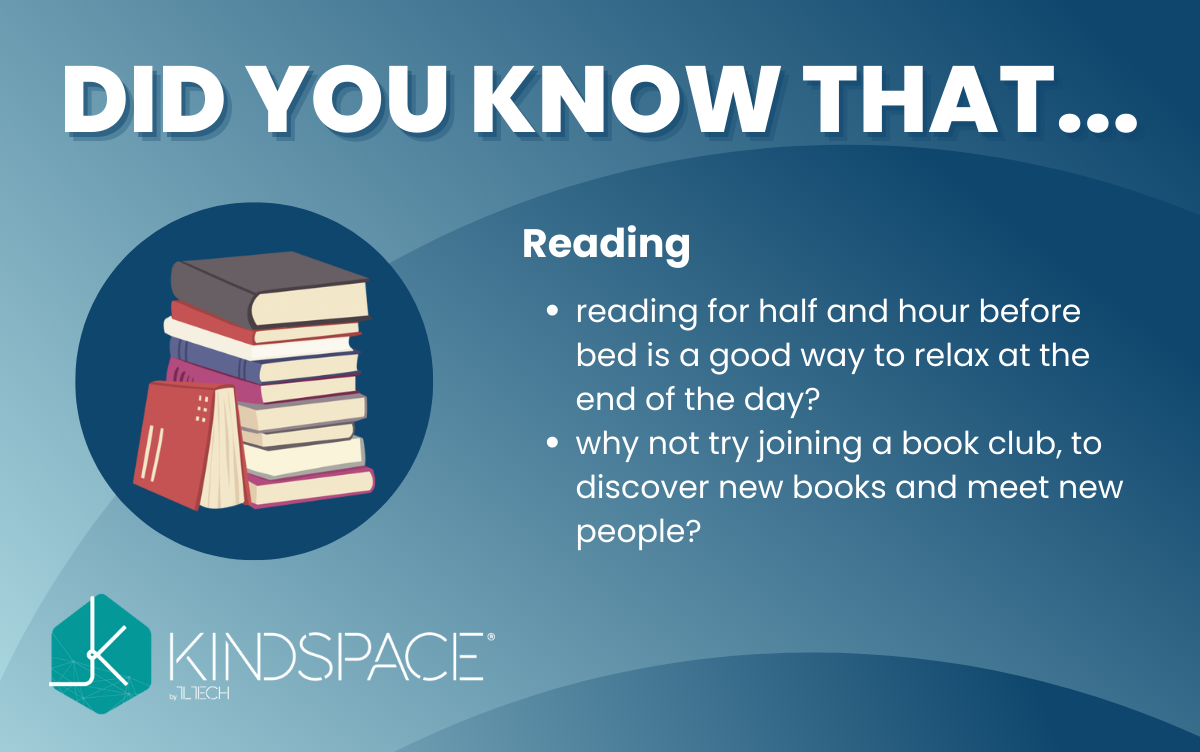 DID YOU KNOW THAT...
Reading
• reading for half and hour before
bed is a good way to relax at the
end of the day?
• why not try joining a book club, to
discover new books and meet new
people?
KINDSPACE®
by TLTECH